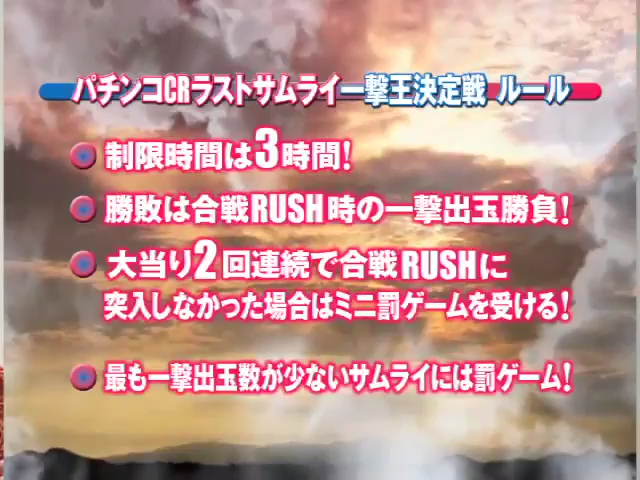 パチンコCRラストサムライ一撃王決定戦 ルール
制限時間は3時間!
勝敗は合戦RUSH時の一撃出玉勝負!
大当り2回連続で合戦RUSHに
突入しなかった場合はミニ罰ゲームを受ける!
最も一撃出玉数が少ないサムライには罰ゲーム!